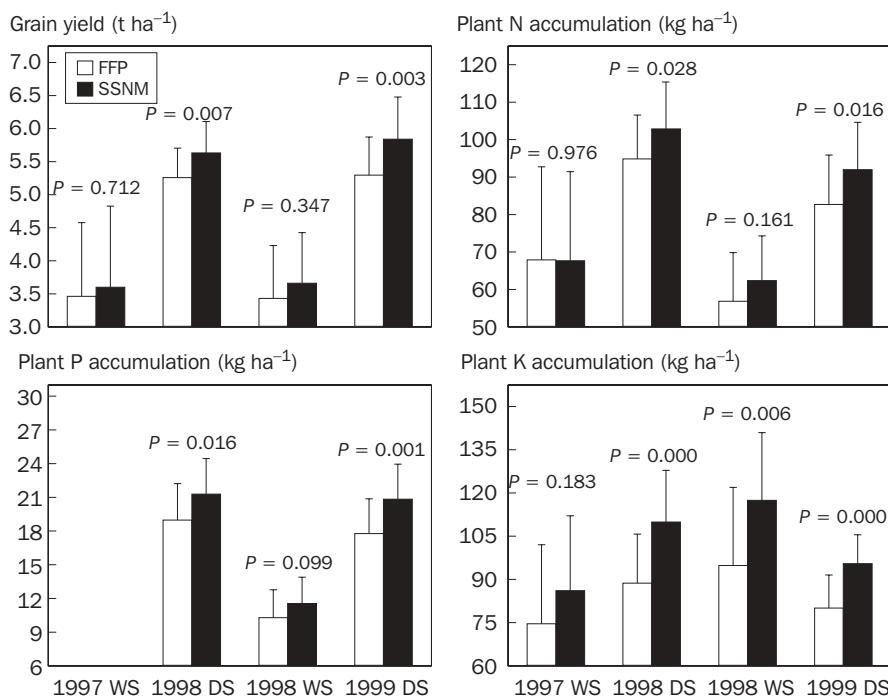 Grain yield (t ha⁻¹)
7.0
6.5
6.0
5.5
5.0
4.5
4.0
3.5
3.0
FFP
SSNM
P = 0.712
P = 0.007
P = 0.347
P = 0.003
Plant N accumulation (kg ha⁻¹)
120
110
100
90
80
70
60
50
P = 0.976
P = 0.028
P = 0.161
P = 0.016
Plant P accumulation (kg ha⁻¹)
30
27
24
21
18
15
12
9
6
P = 0.016
P = 0.099
P = 0.001
1997 WS 1998 DS 1998 WS 1999 DS
Plant K accumulation (kg ha⁻¹)
150
135
120
105
90
75
60
P = 0.183
P = 0.000
P = 0.006
P = 0.000
1997 WS 1998 DS 1998 WS 1999 DS